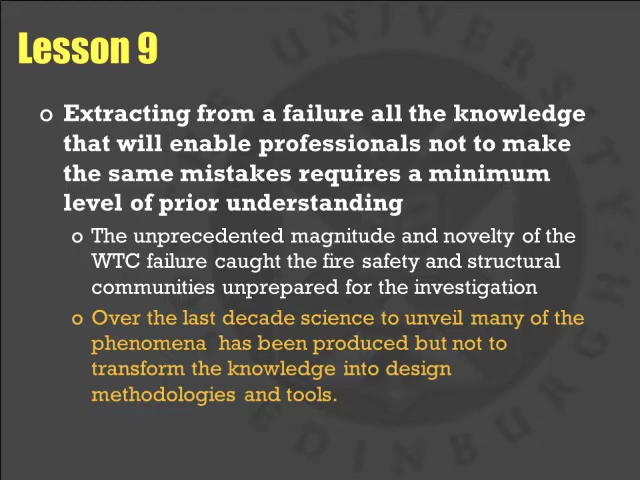 Lesson 9
o Extracting from a failure all the knowledge
that will enable professionals not to make
the same mistakes requires a minimum
level of prior understanding
o The unprecedented magnitude and novelty of the
WTC failure caught the fire safety and structural
communities unprepared for the investigation
o Over the last decade science to unveil many of the
phenomena has been produced but not to
transform the knowledge into design
methodologies and tools.
UNIVERSITY
EDINBURGH